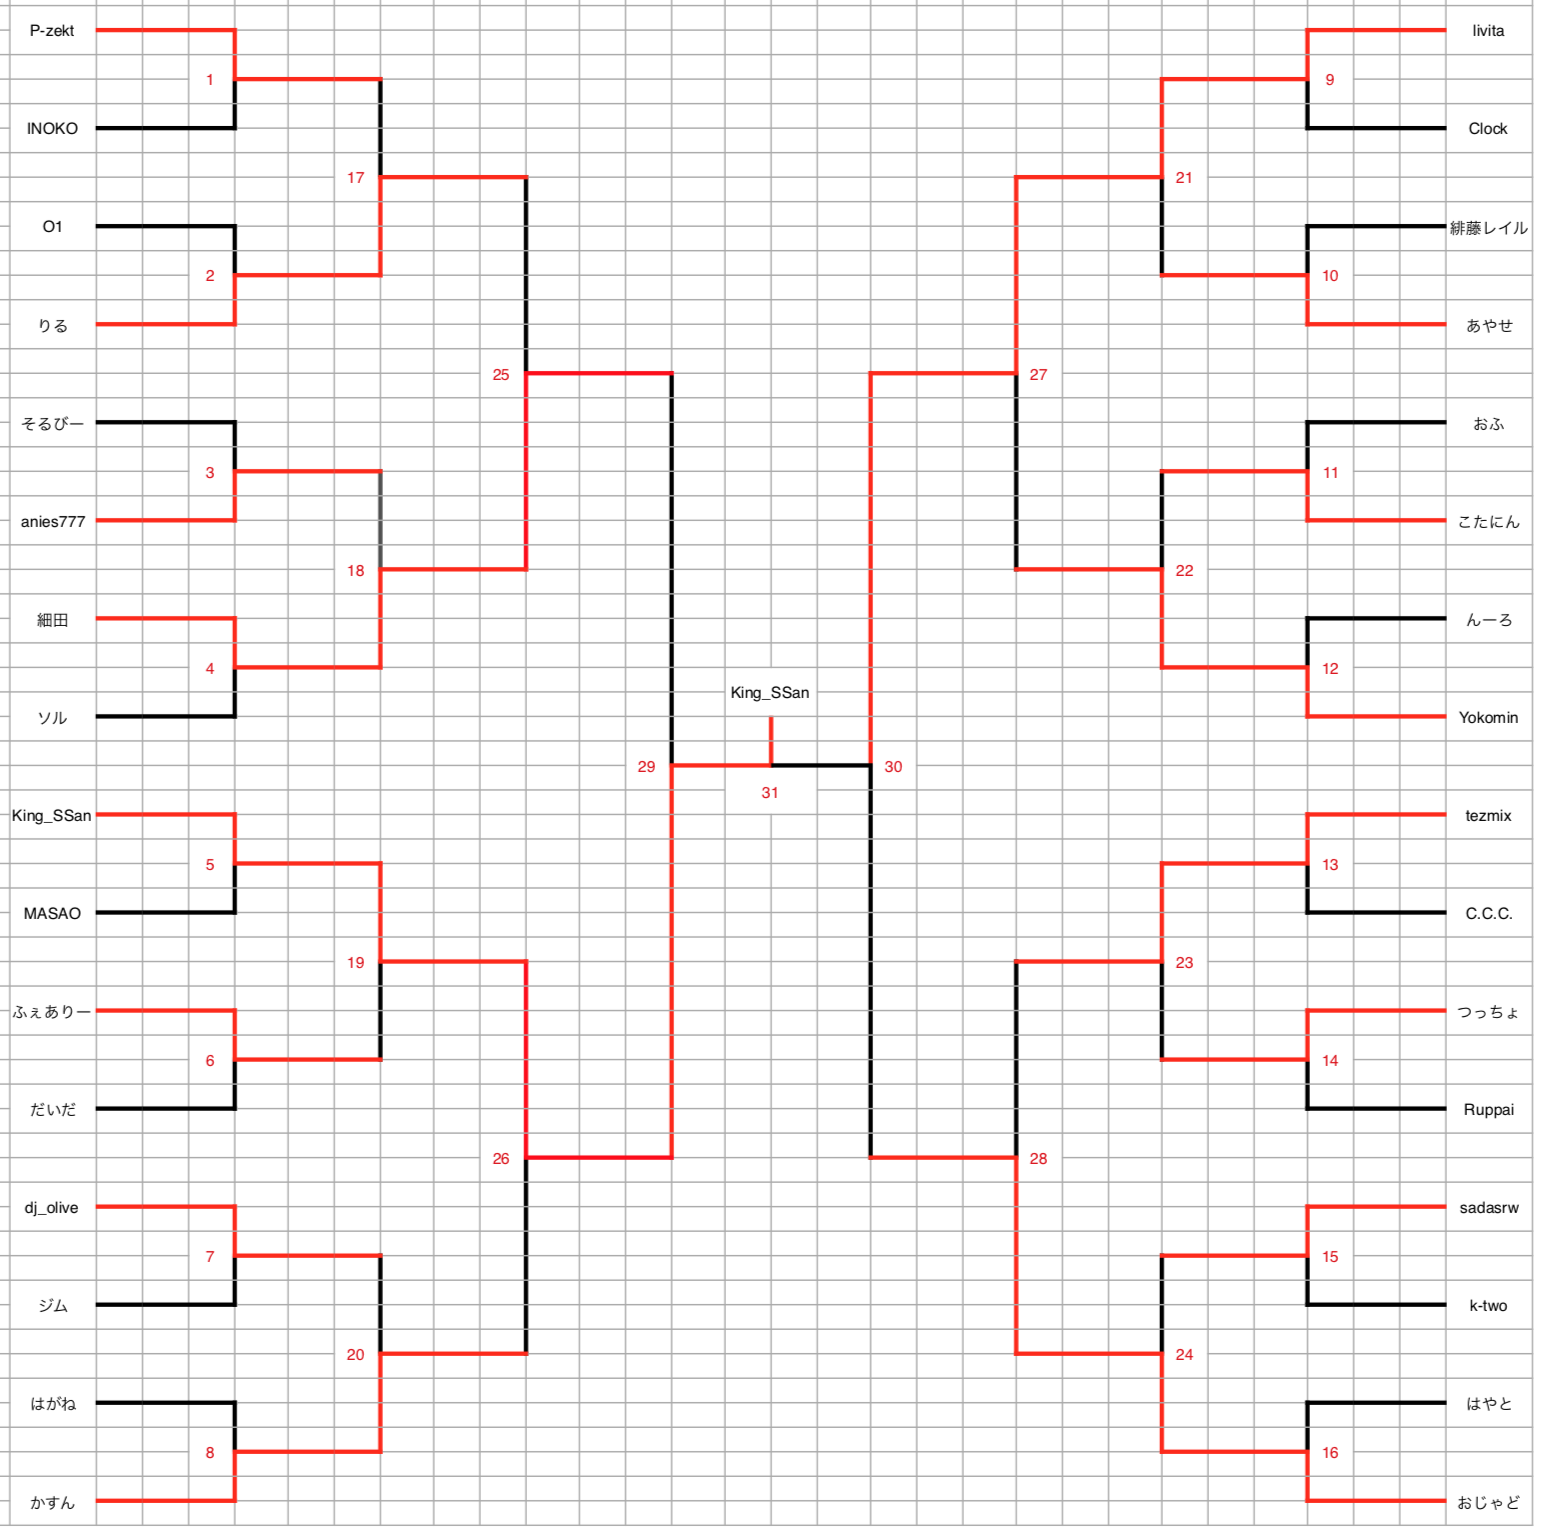 P-zekt
1
INOKO
17
O1
2
りる
25
そるびー
3
anies777
18
細田
4
ソル
King_SSan
29
31
30
King_SSan
5
MASAO
19
ふぇありー
6
だいだ
26
dj_olive
7
ジム
20
はがね
8
かすん
livita
9
Clock
21
緋藤レイル
10
あやせ
27
おふ
11
こたにん
22
んーろ
12
Yokomin
tezmix
13
C.C.C.
23
つっちょ
14
Ruppai
28
sadasrw
15
k-two
24
はやと
16
おじゃど